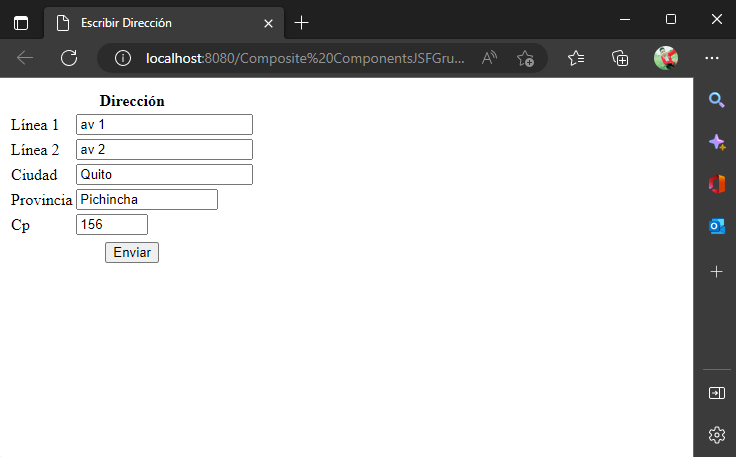 Escribir Dirección
localhost:8080/Composite%20ComponentsJSFGru...
Dirección
Línea 1 av 1
Línea 2 av 2
Ciudad Quito
Provincia Pichincha
Cp 156
Enviar